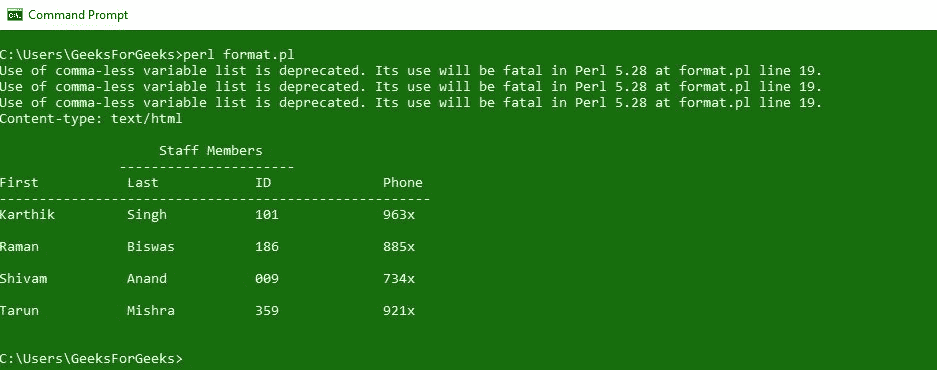 Command Prompt
C:\Users\GeeksForGeeks>perl format.pl
Use of comma-less variable list is deprecated. Its use will be fatal in Perl 5.28 at format.pl line 19.
Use of comma-less variable list is deprecated. Its use will be fatal in Perl 5.28 at format.pl line 19.
Use of comma-less variable list is deprecated. Its use will be fatal in Perl 5.28 at format.pl line 19.
Content-type: text/html
Staff Members
----------------------
First Last ID Phone
------------------------------------------------------
Karthik Singh 101 963x
Raman Biswas 186 885x
Shivam Anand 009 734x
Tarun Mishra 359 921x
C:\Users\GeeksForGeeks>